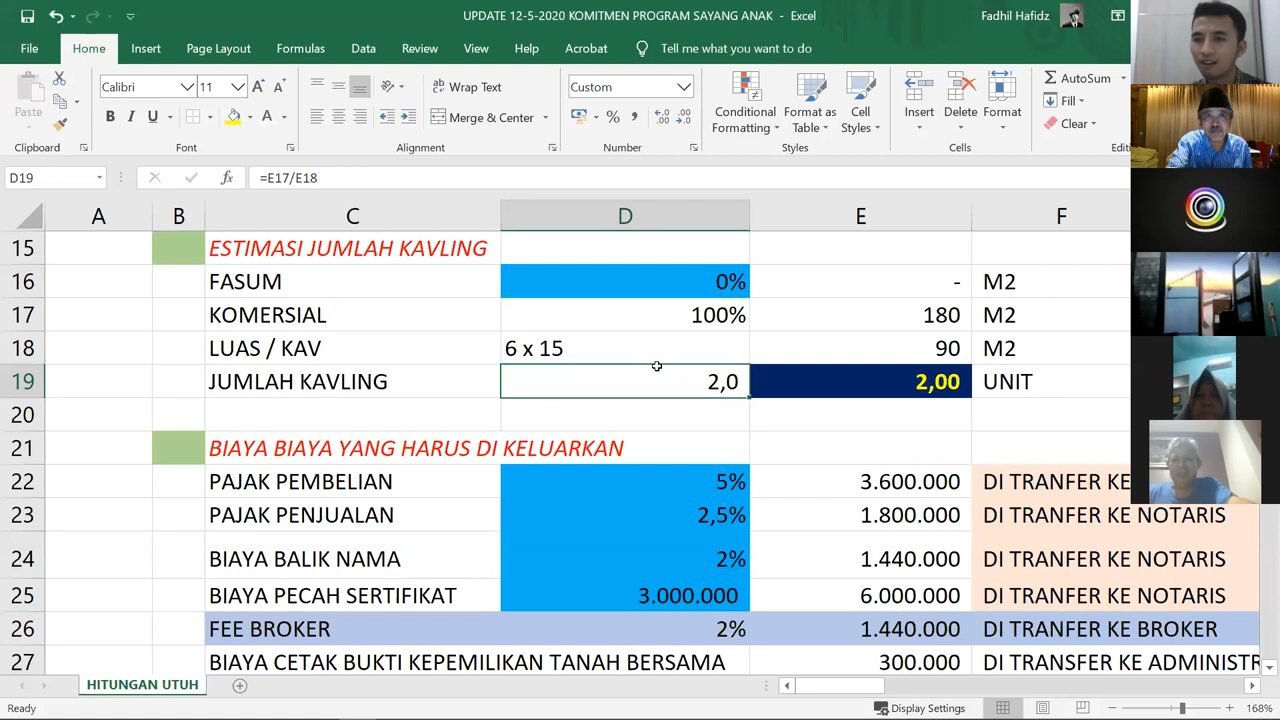 UPDATE 12-5-2020 KOMITMEN PROGRAM SAYANG ANAK - Excel
Fadhil Hafidz
File Home Insert Page Layout Formulas Data Review View Help Acrobat Tell me what you want to do
Paste
Calibri 11
B I U
A A
Wrap Text
Merge & Center
Custom
Conditional Formatting
Format as Table
Cell Styles
Insert
Delete
Format
AutoSum
Fill
Clear
Clipboard Font Alignment Number Styles Cells
D19 fx =E17/E18
A B C D E F
15 ESTIMASI JUMLAH KAVLING
16 FASUM 0% - M2
17 KOMERSIAL 100% 180 M2
18 LUAS / KAV 6 x 15 90 M2
19 JUMLAH KAVLING 2,0 2,00 UNIT
20
21 BIAYA BIAYA YANG HARUS DI KELUARKAN
22 PAJAK PEMBELIAN 5% 3.600.000 DI TRANFER KE
23 PAJAK PENJUALAN 2,5% 1.800.000 DI TRANFER KE NOTARIS
24 BIAYA BALIK NAMA 2% 1.440.000 DI TRANFER KE NOTARIS
25 BIAYA PECAH SERTIFIKAT 3.000.000 6.000.000 DI TRANFER KE NOTARIS
26 FEE BROKER 2% 1.440.000 DI TRANFER KE BROKER
27 BIAYA CETAK BUKTI KEPEMILIKAN TANAH BERSAMA 300.000 DI TRANSFER KE ADMINISTR
HITUNGAN UTUH
Ready
Display Settings
168%